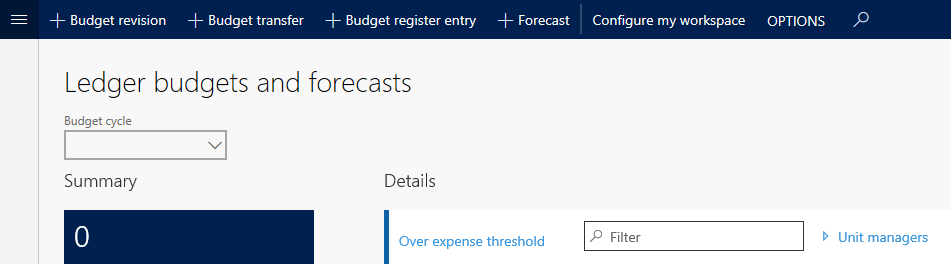 Budget revision Budget transfer Budget register entry Forecast Configure my workspace OPTIONS
Ledger budgets and forecasts
Budget cycle
Summary Details
0
Over expense threshold Filter Unit managers